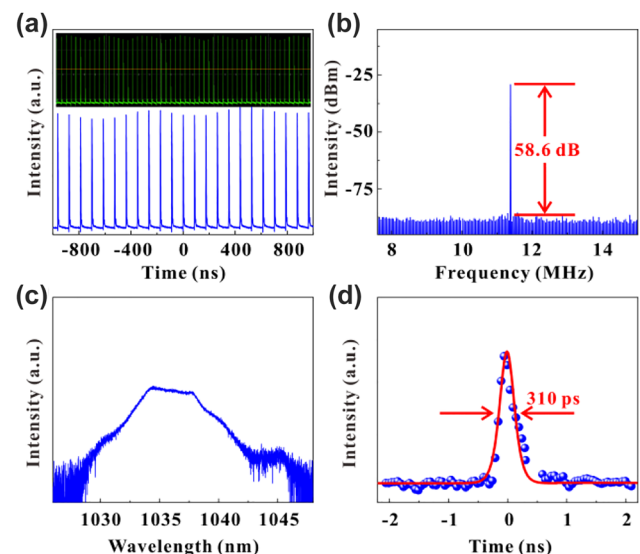 (a)
Intensity (a.u.)
-800 -400 0 400 800
Time (ns)
(b)
Intensity (dBm)
-25
-50
-75
58.6 dB
8 10 12 14
Frequency (MHz)
(c)
Intensity (a.u.)
1030 1035 1040 1045
Wavelength (nm)
(d)
Intensity (a.u.)
310 ps
-2 -1 0 1 2
Time (ns)